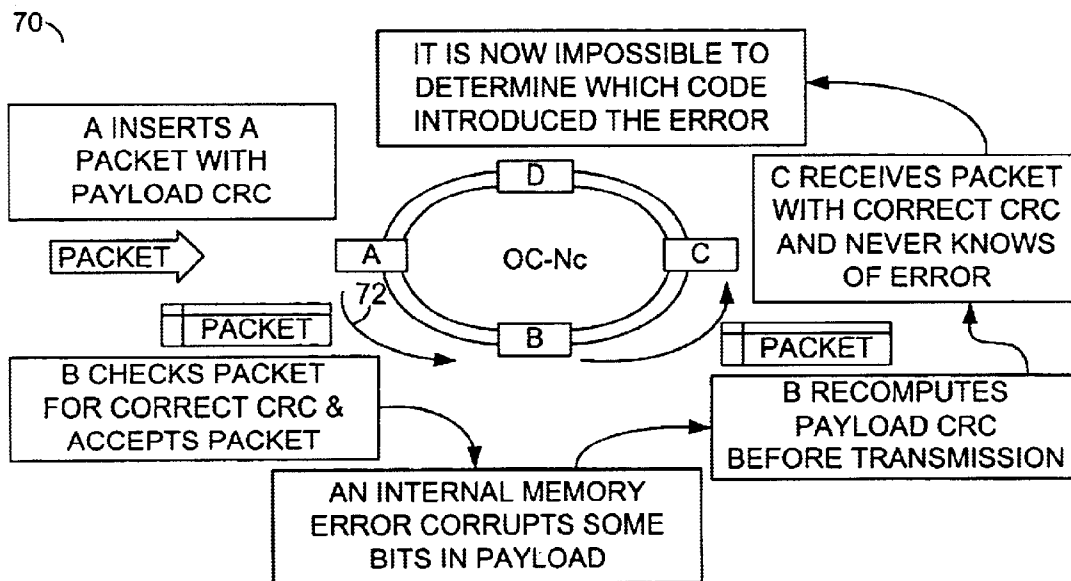 70
IT IS NOW IMPOSSIBLE TO
DETERMINE WHICH CODE
INTRODUCED THE ERROR
A INSERTS A
PACKET WITH
PAYLOAD CRC
C RECEIVES PACKET
WITH CORRECT CRC
AND NEVER KNOWS
OF ERROR
D
PACKET
A
OC-Nc
C
72
PACKET
B
PACKET
B CHECKS PACKET
FOR CORRECT CRC &
ACCEPTS PACKET
B RECOMPUTES
PAYLOAD CRC
BEFORE TRANSMISSION
AN INTERNAL MEMORY
ERROR CORRUPTS SOME
BITS IN PAYLOAD